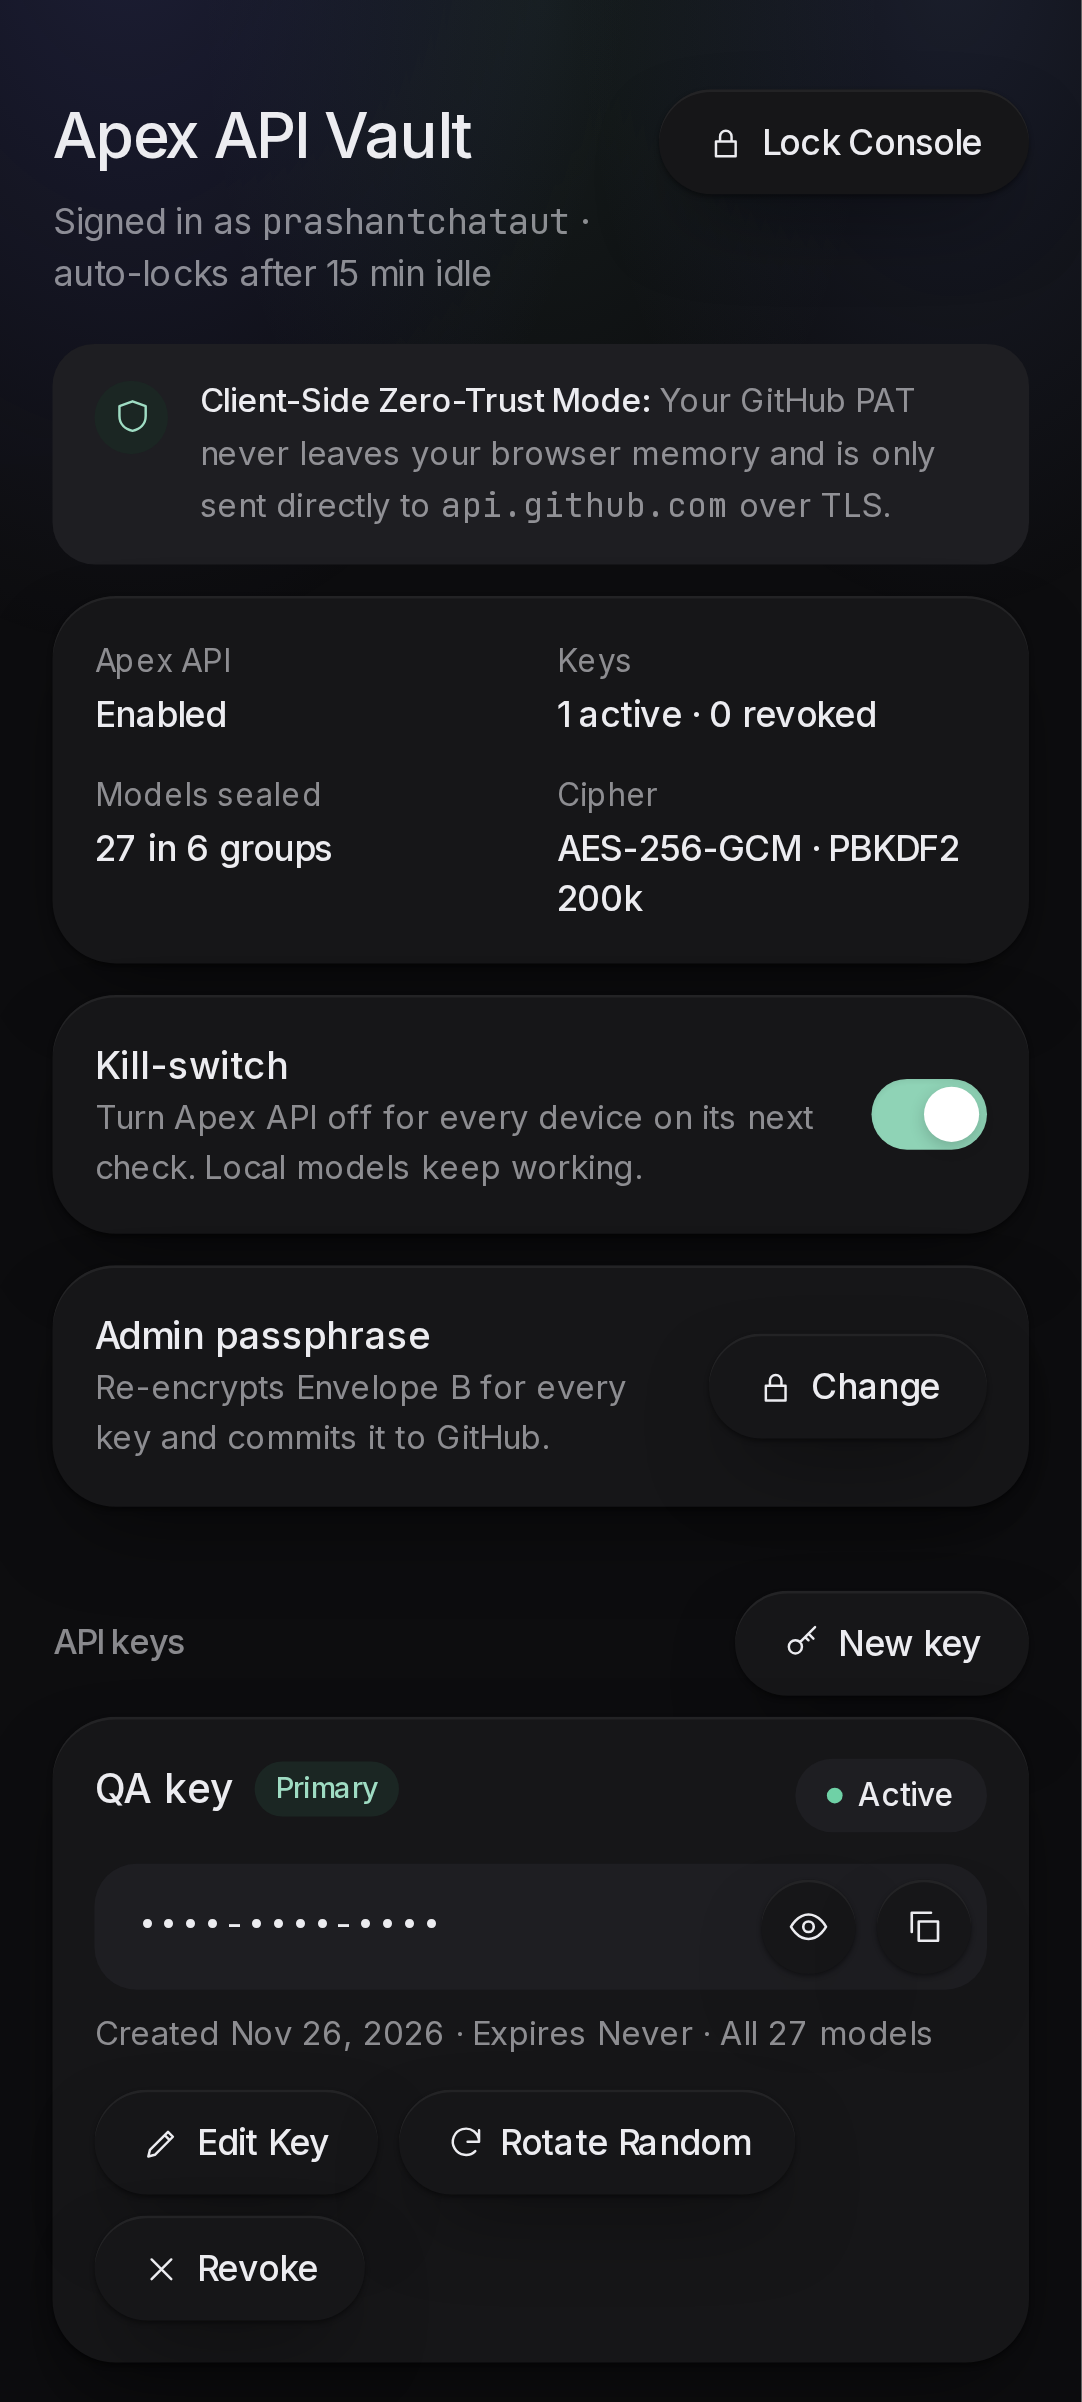 Apex API Vault
Lock Console
Signed in as prashantchataut ·
auto-locks after 15 min idle
Client-Side Zero-Trust Mode: Your GitHub PAT
never leaves your browser memory and is only
sent directly to api.github.com over TLS.
Apex API
Keys
Enabled
1 active · 0 revoked
Models sealed
Cipher
27 in 6 groups
AES-256-GCM · PBKDF2
200k
Kill-switch
Turn Apex API off for every device on its next
check. Local models keep working.
Admin passphrase
Re-encrypts Envelope B for every
key and commits it to GitHub.
Change
API keys
New key
QA key
Primary
Active
••••-••••-••••
Created Nov 26, 2026 · Expires Never · All 27 models
Edit Key
Rotate Random
Revoke